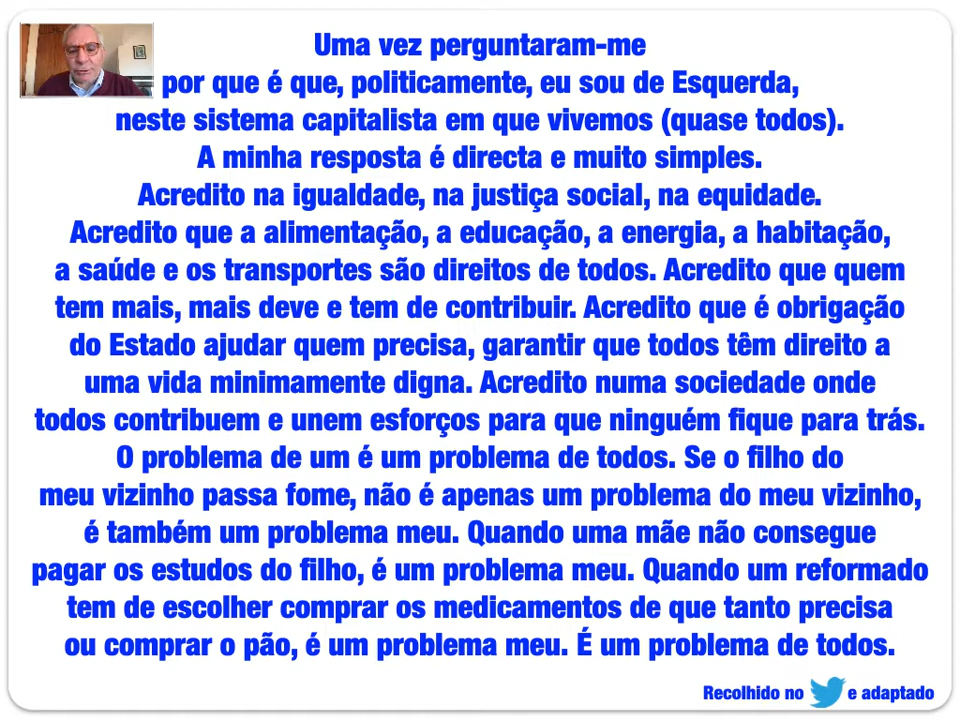 Uma vez perguntaram-me
por que é que, politicamente, eu sou de Esquerda,
neste sistema capitalista em que vivemos (quase todos).
A minha resposta é directa e muito simples.
Acredito na igualdade, na justiça social, na equidade.
Acredito que a alimentação, a educação, a energia, a habitação,
a saúde e os transportes são direitos de todos. Acredito que quem
tem mais, mais deve e tem de contribuir. Acredito que é obrigação
do Estado ajudar quem precisa, garantir que todos têm direito a
uma vida minimamente digna. Acredito numa sociedade onde
todos contribuem e unem esforços para que ninguém fique para trás.
O problema de um é um problema de todos. Se o filho do
meu vizinho passa fome, não é apenas um problema do meu vizinho,
é também um problema meu. Quando uma mãe não consegue
pagar os estudos do filho, é um problema meu. Quando um reformado
tem de escolher comprar os medicamentos de que tanto precisa
ou comprar o pão, é um problema meu. É um problema de todos.
Recolhido no e adaptado